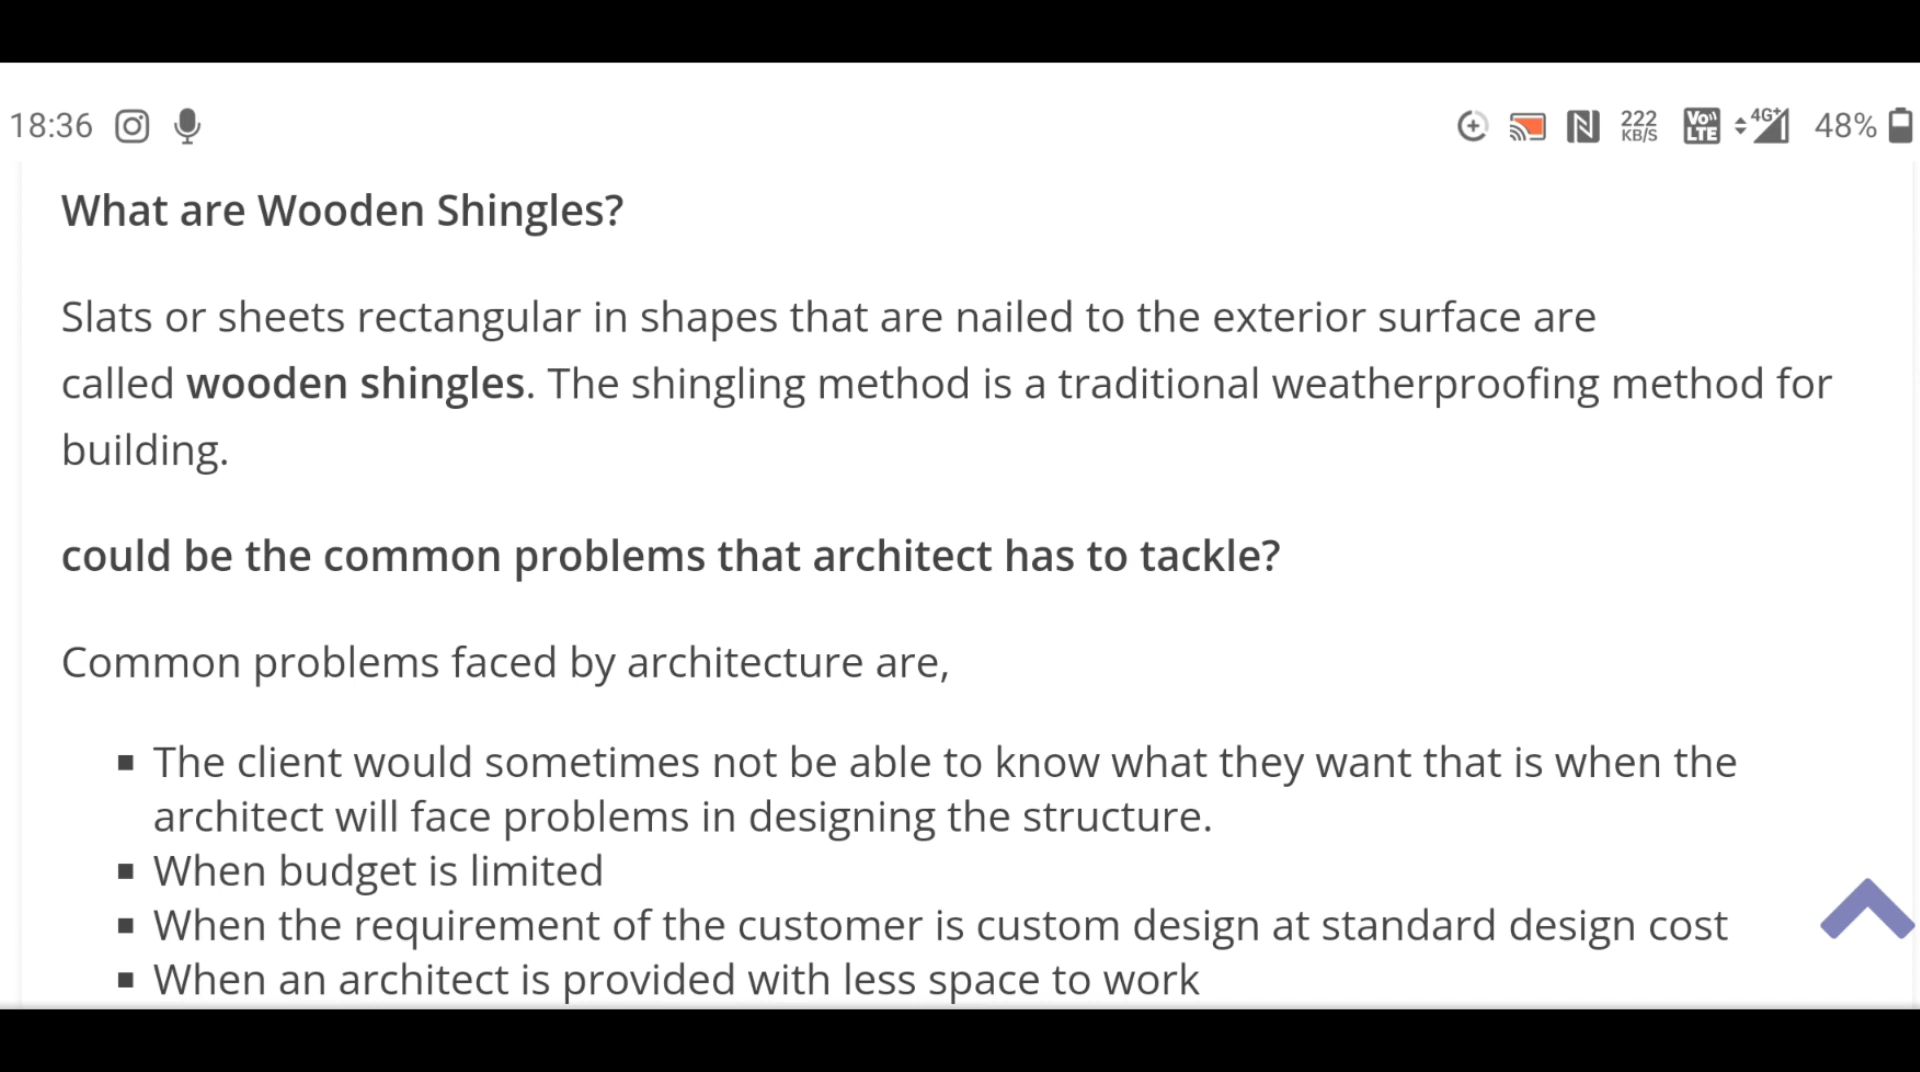 18:36 222 KB/S VoLTE 4G+ 48%
What are Wooden Shingles?
Slats or sheets rectangular in shapes that are nailed to the exterior surface are
called wooden shingles. The shingling method is a traditional weatherproofing method for
building.
could be the common problems that architect has to tackle?
Common problems faced by architecture are,
▪ The client would sometimes not be able to know what they want that is when the
architect will face problems in designing the structure.
▪ When budget is limited
▪ When the requirement of the customer is custom design at standard design cost
▪ When an architect is provided with less space to work